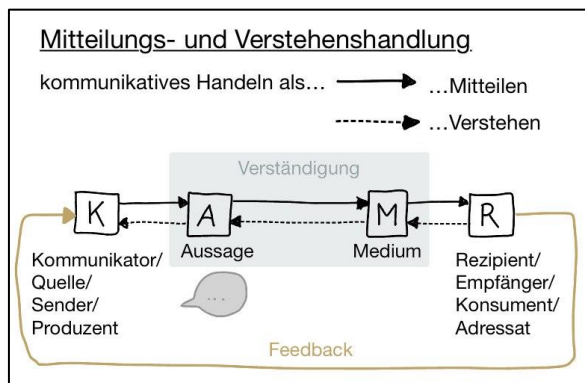 Mitteilungs- und Verstehenshandlung
kommunikatives Handeln als...
...Mitteilen
...Verstehen
Verständigung
K
A
M
R
Kommunikator/
Quelle/
Sender/
Produzent
Aussage
Medium
Rezipient/
Empfänger/
Konsument/
Adressat
...
Feedback